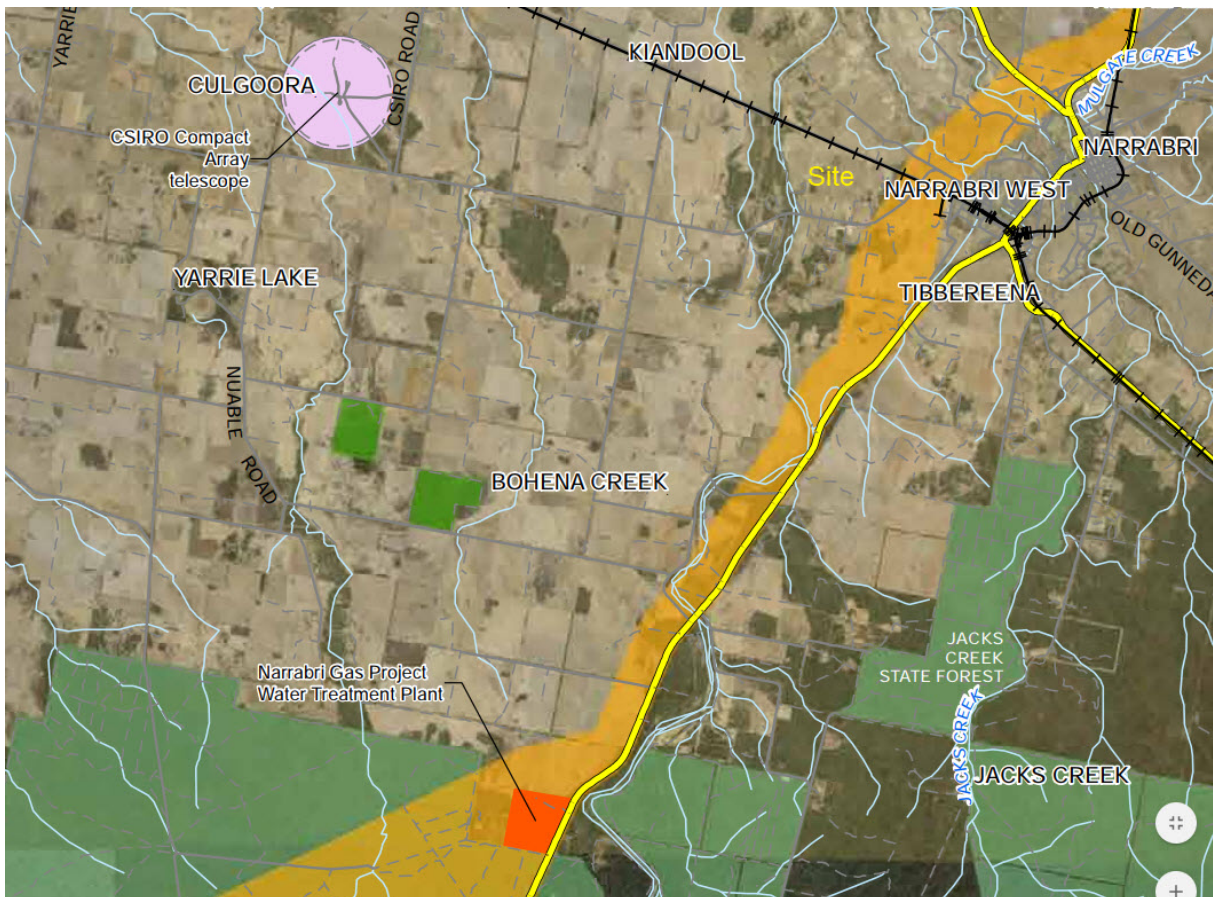 YARRIE
CSIRO ROAD
KIANDOOL
CULGOORA
MULGATE CREEK
CSIRO Compact
Array
telescope
NARRABRI
Site
NARRABRI WEST
OLD GUNNEDA
YARRIE LAKE
TIBBEREENA
NUABLE
ROAD
BOHENA CREEK
JACKS
CREEK
STATE FOREST
Narrabri Gas Project
Water Treatment Plant
JACKS CREEK
JACKS CREEK